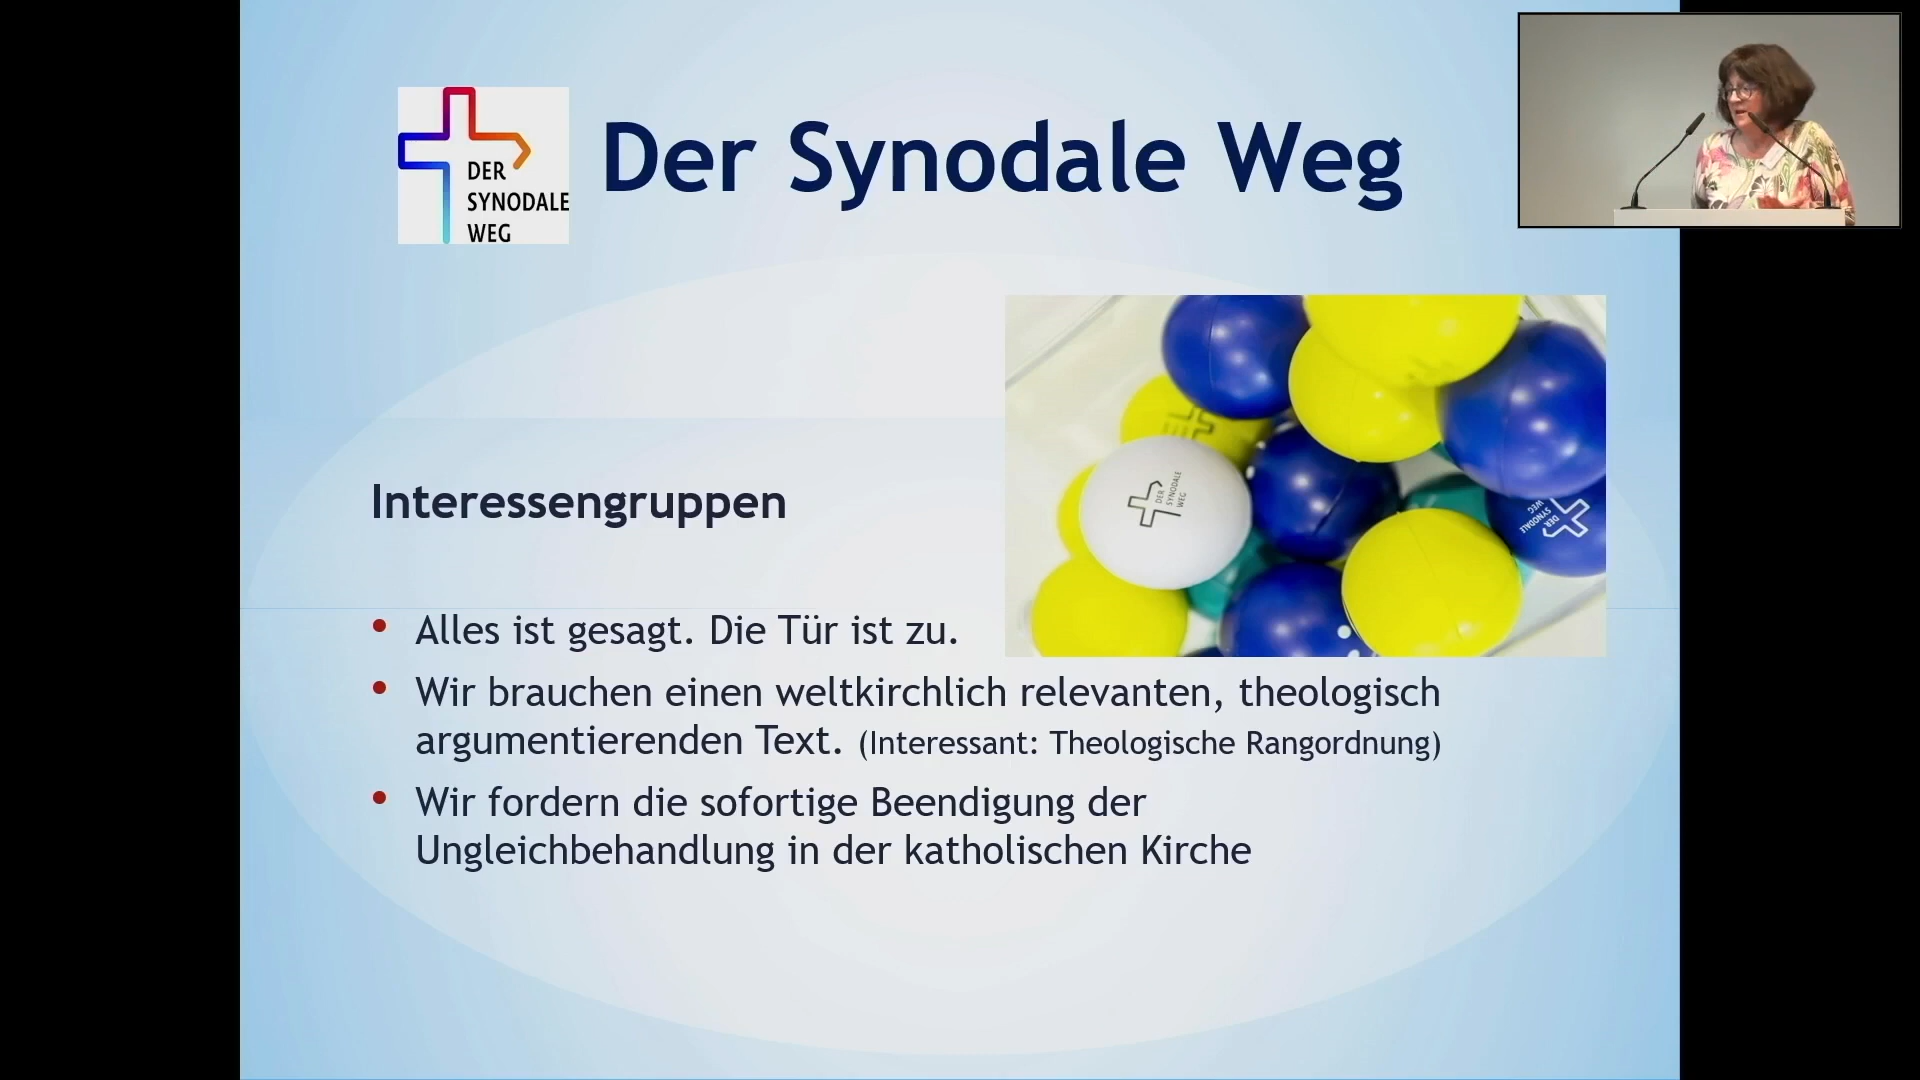 DER
SYNODALE
WEG
Der Synodale Weg
DER
SYNODALE
WEG
DER
SYNODALE
WEG
Interessengruppen
• Alles ist gesagt. Die Tür ist zu.
• Wir brauchen einen weltkirchlich relevanten, theologisch
argumentierenden Text. (Interessant: Theologische Rangordnung)
• Wir fordern die sofortige Beendigung der
Ungleichbehandlung in der katholischen Kirche